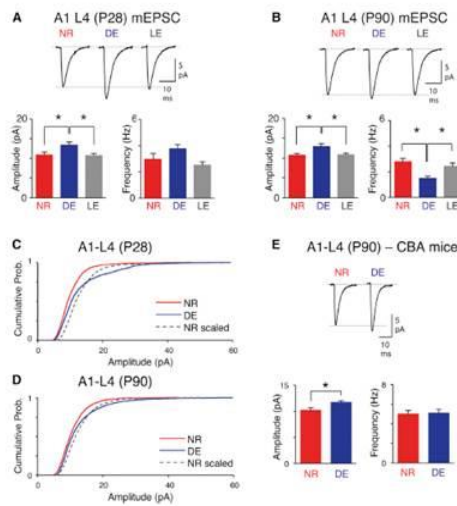 A
A1 L4 (P28) mEPSC
NR DE LE
5
pA
10
ms
Amplitude (pA)
20
10
0
* *
NR DE LE
Frequency (Hz)
6
3
0
NR DE LE
B
A1 L4 (P90) mEPSC
NR DE LE
5
pA
10
ms
Amplitude (pA)
20
10
0
* *
NR DE LE
Frequency (Hz)
6
3
0
* *
NR DE LE
C
A1-L4 (P28)
Cumulative Prob.
1
0
NR
DE
NR scaled
20 40 60
Amplitude (pA)
D
A1-L4 (P90)
Cumulative Prob.
1
0
NR
DE
NR scaled
20 40 60
Amplitude (pA)
E
A1-L4 (P90) – CBA mice
NR DE
5
pA
10
ms
Amplitude (pA)
15
0
*
NR DE
Frequency (Hz)
9
0
NR DE